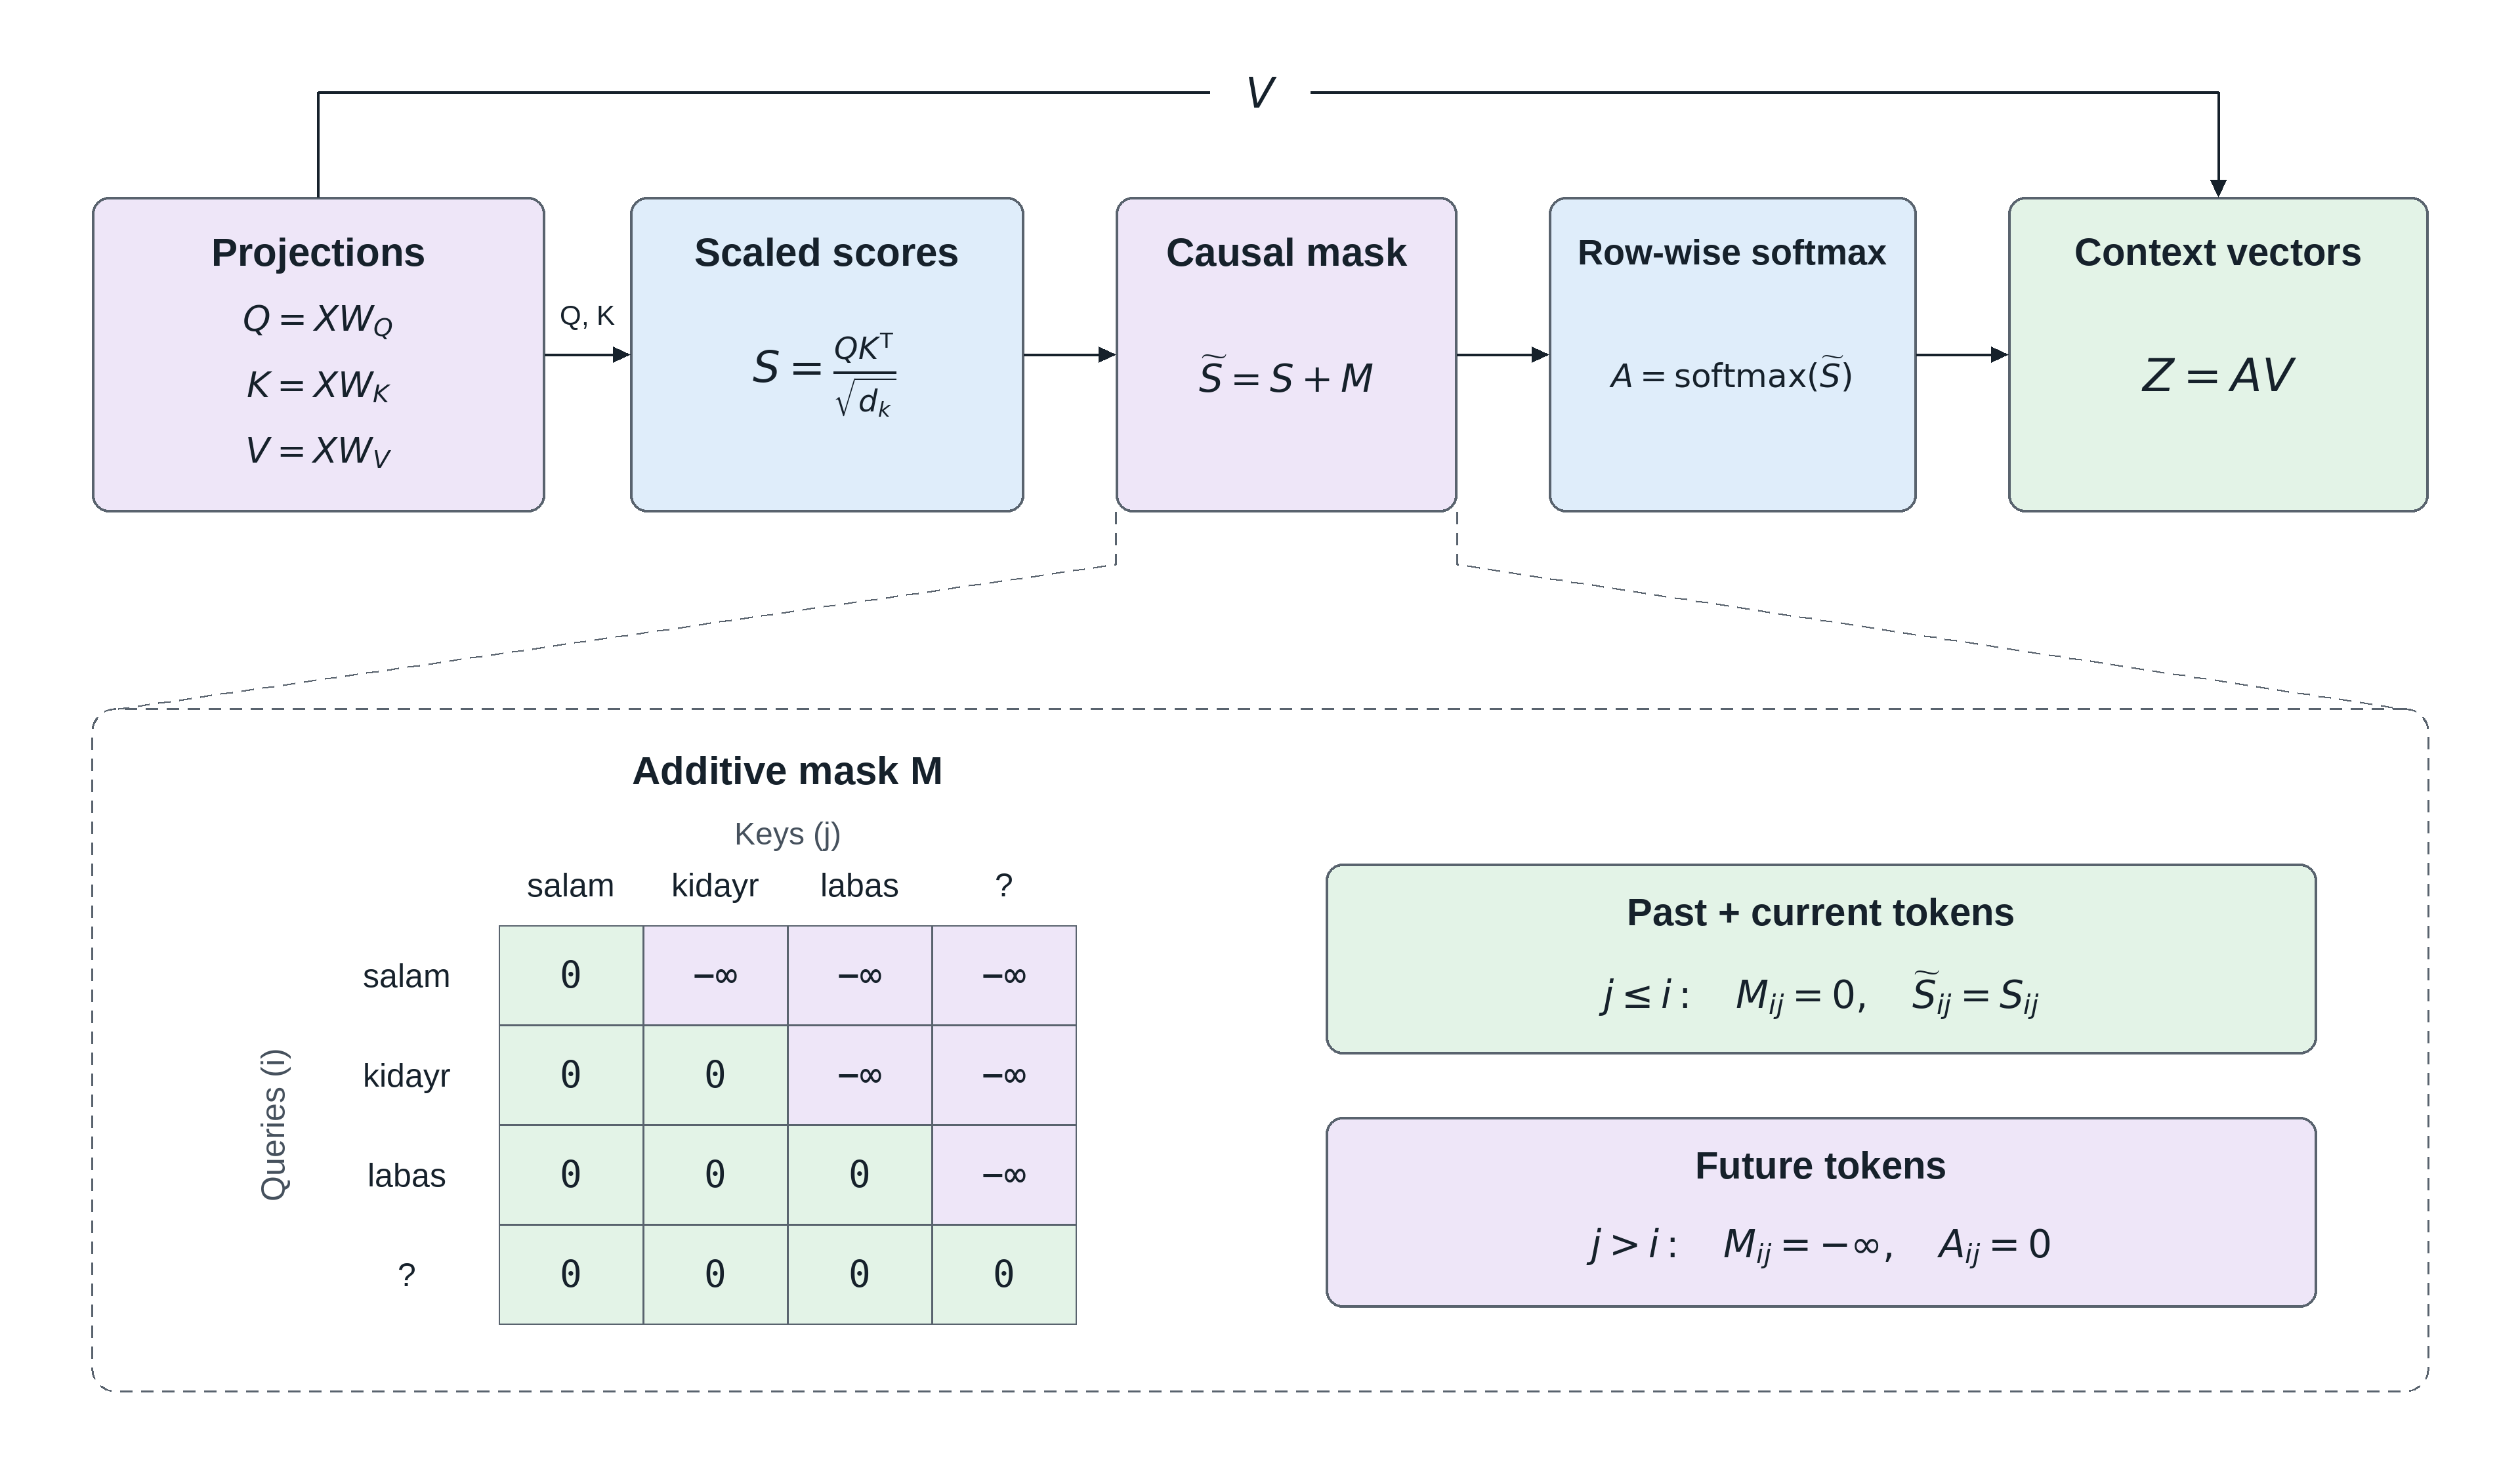 V
Projections
Q = XW_Q
K = XW_K
V = XW_V
Q, K
Scaled scores
S = QKᵀ / √d_k
Causal mask
S̃ = S + M
Row-wise softmax
A = softmax(S̃)
Context vectors
Z = AV
Additive mask M
Keys (j)
salam kidayr labas ?
Queries (i)
salam 0 −∞ −∞ −∞
kidayr 0 0 −∞ −∞
labas 0 0 0 −∞
? 0 0 0 0
Past + current tokens
j ≤ i : M_ij = 0, S̃_ij = S_ij
Future tokens
j > i : M_ij = −∞, A_ij = 0